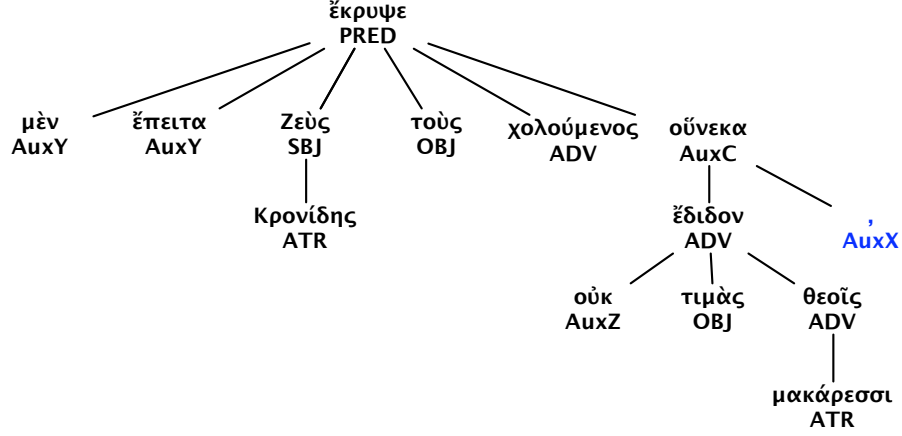 ἔκρυψε
PRED
μὲν ἔπειτα Ζεὺς τοὺς χολούμενος οὕνεκα
AuxY AuxY SBJ OBJ ADV AuxC
Κρονίδης ἔδιδον ,
ATR ADV AuxX
οὐκ τιμὰς θεοῖς
AuxZ OBJ ADV
μακάρεσσι
ATR